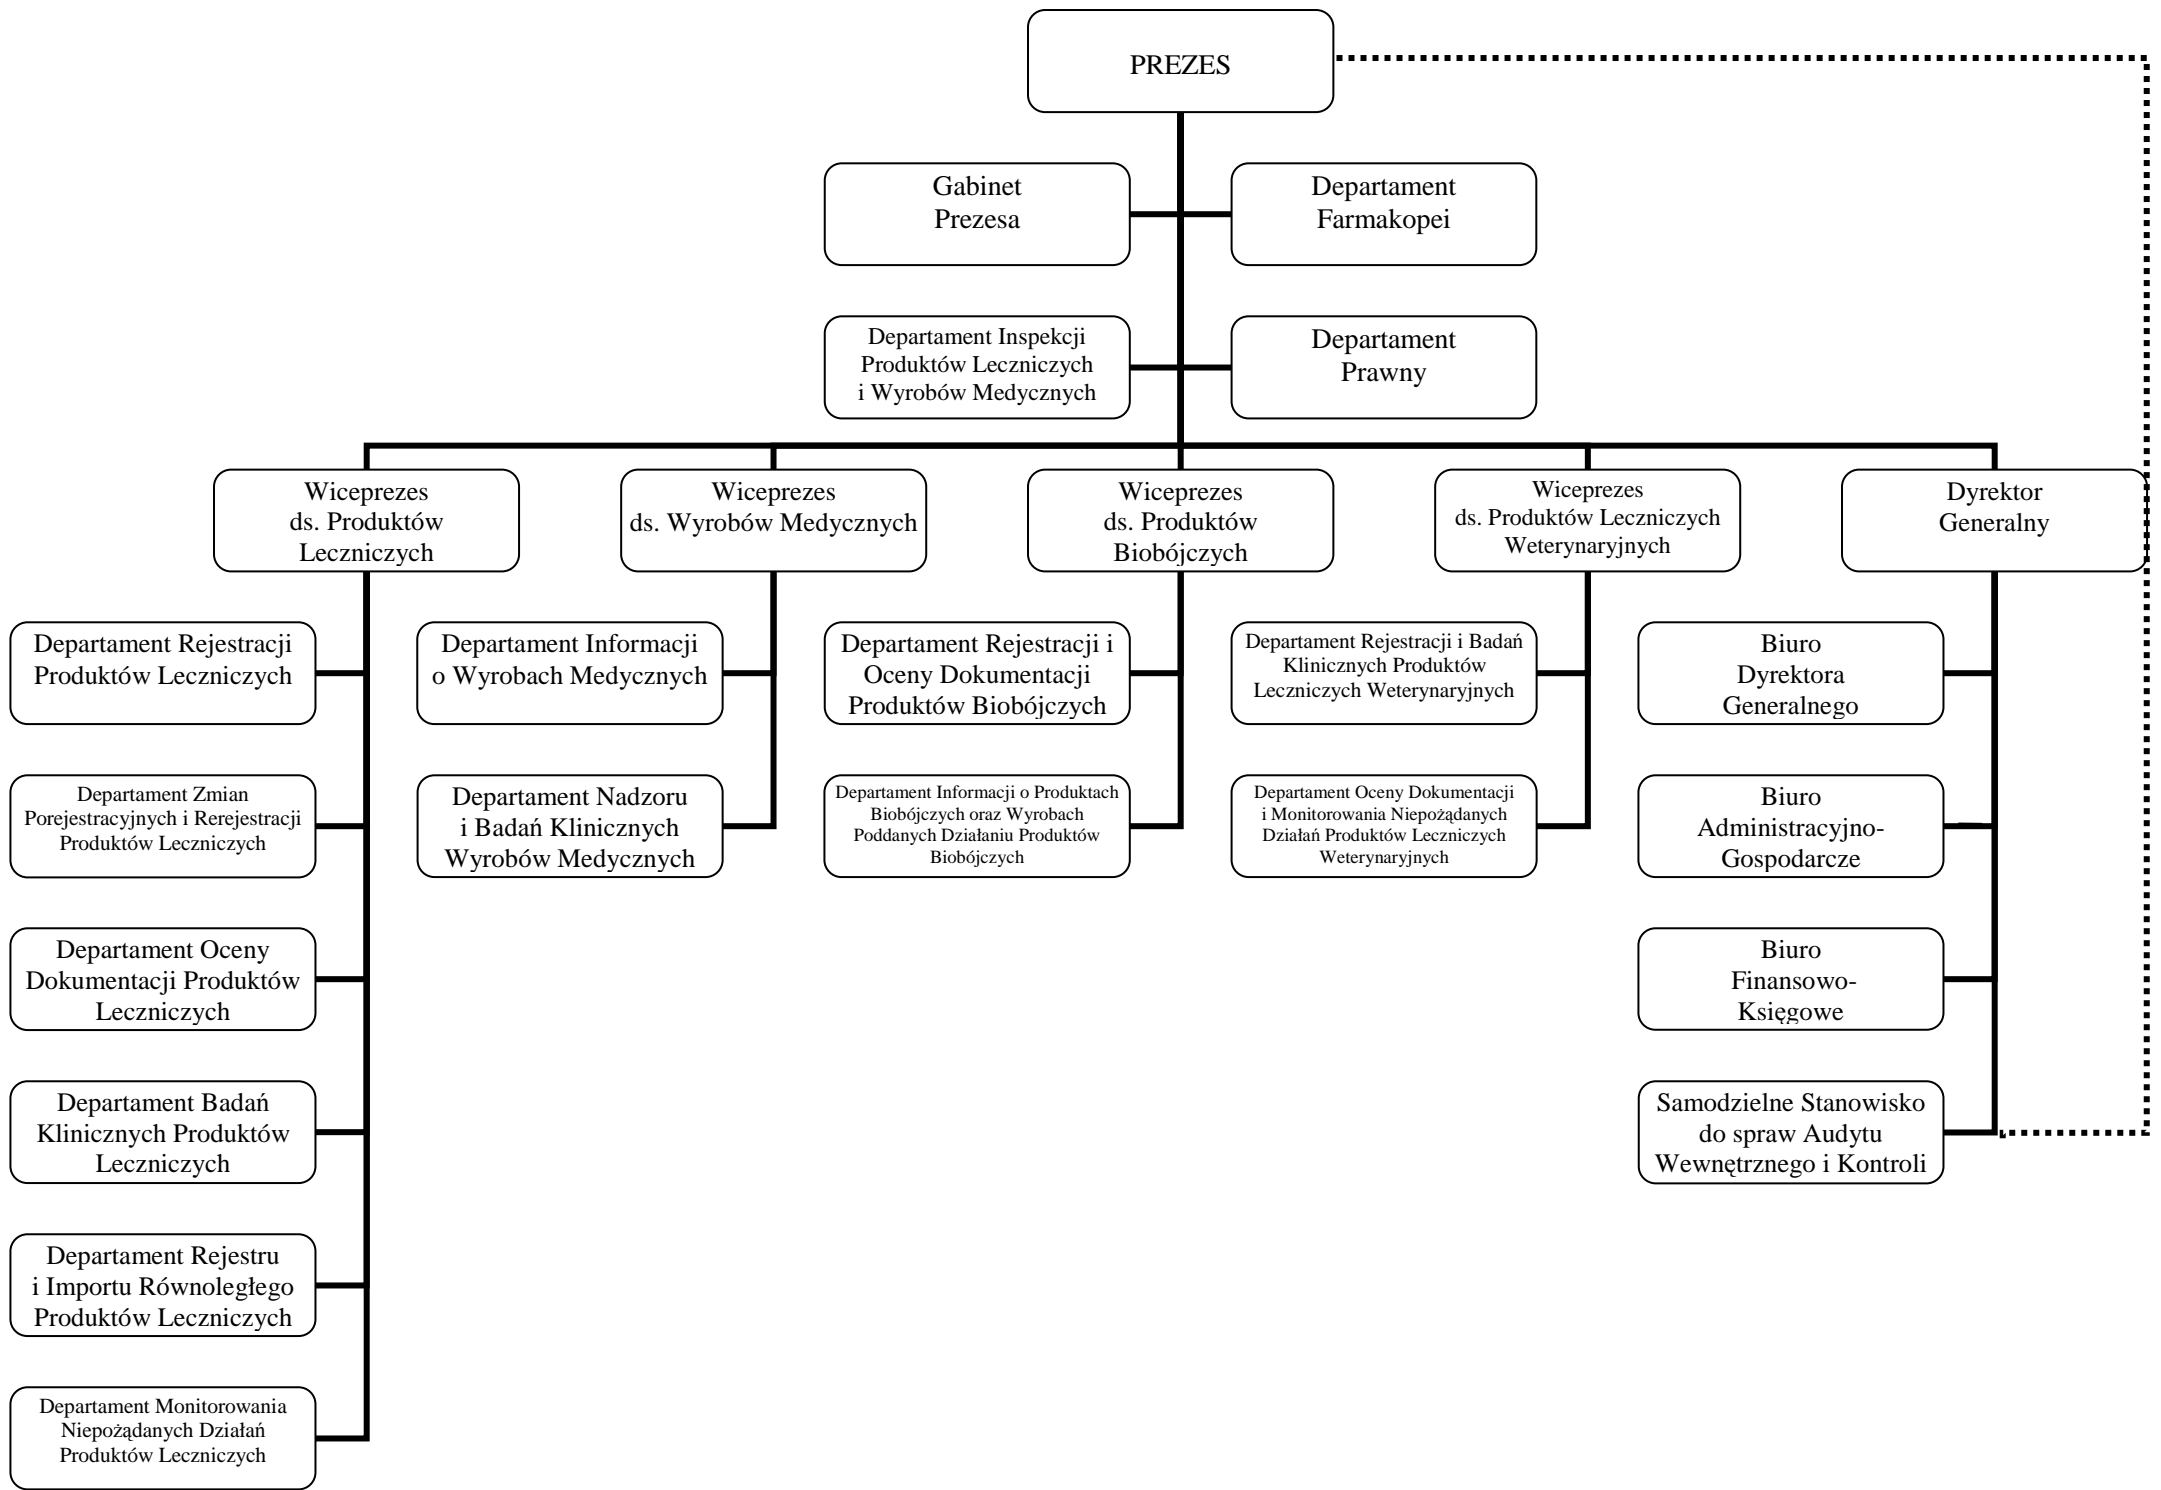 PREZES
Gabinet
Prezesa
Departament
Farmakopei
Departament Inspekcji
Produktów Leczniczych
i Wyrobów Medycznych
Departament
Prawny
Wiceprezes
ds. Produktów
Leczniczych
Wiceprezes
ds. Wyrobów Medycznych
Wiceprezes
ds. Produktów
Biobójczych
Wiceprezes
ds. Produktów Leczniczych
Weterynaryjnych
Dyrektor
Generalny
Departament Rejestracji
Produktów Leczniczych
Departament Informacji
o Wyrobach Medycznych
Departament Rejestracji i
Oceny Dokumentacji
Produktów Biobójczych
Departament Rejestracji i Badań
Klinicznych Produktów
Leczniczych Weterynaryjnych
Biuro
Dyrektora
Generalnego
Departament Zmian
Porejestracyjnych i Rerejestracji
Produktów Leczniczych
Departament Nadzoru
i Badań Klinicznych
Wyrobów Medycznych
Departament Informacji o Produktach
Biobójczych oraz Wyrobach
Poddanych Działaniu Produktów
Biobójczych
Departament Oceny Dokumentacji
i Monitorowania Niepożądanych
Działań Produktów Leczniczych
Weterynaryjnych
Biuro
Administracyjno-
Gospodarcze
Departament Oceny
Dokumentacji Produktów
Leczniczych
Biuro
Finansowo-
Księgowe
Departament Badań
Klinicznych Produktów
Leczniczych
Samodzielne Stanowisko
do spraw Audytu
Wewnętrznego i Kontroli
Departament Rejestru
i Importu Równoległego
Produktów Leczniczych
Departament Monitorowania
Niepożądanych Działań
Produktów Leczniczych